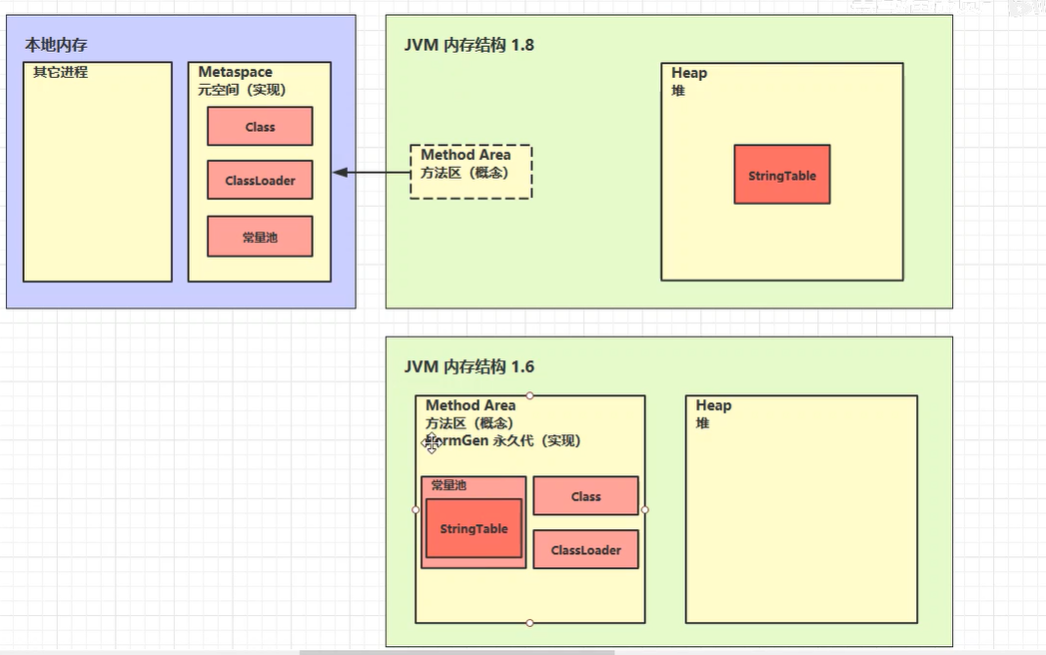 本地内存
其它进程
Metaspace
元空间（实现）
Class
ClassLoader
常量池
JVM 内存结构 1.8
Method Area
方法区（概念）
Heap
堆
StringTable
JVM 内存结构 1.6
Method Area
方法区（概念）
PermGen 永久代（实现）
常量池
StringTable
Class
ClassLoader
Heap
堆